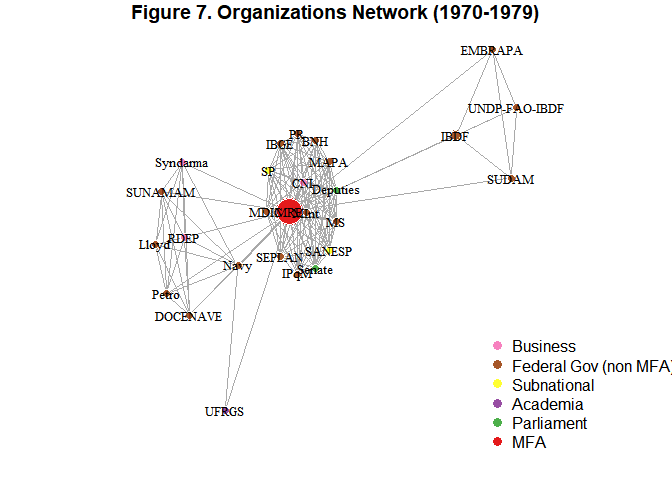 Figure 7. Organizations Network (1970-1979)
EMBRAPA
UNDP-FAO-IBDF
PR
BNH
IBDF
IBGE
MAPA
Syndarma
SP
CNI
SUDAM
Deputies
SUNAMAM
MRE
MS
RDEP
Lloyd
SANESP
SEPLAN
Navy
Senate
IPqM
Petro
DOCENAVE
Business
Federal Gov (non MFA)
Subnational
Academia
Parliament
MFA
UFRGS